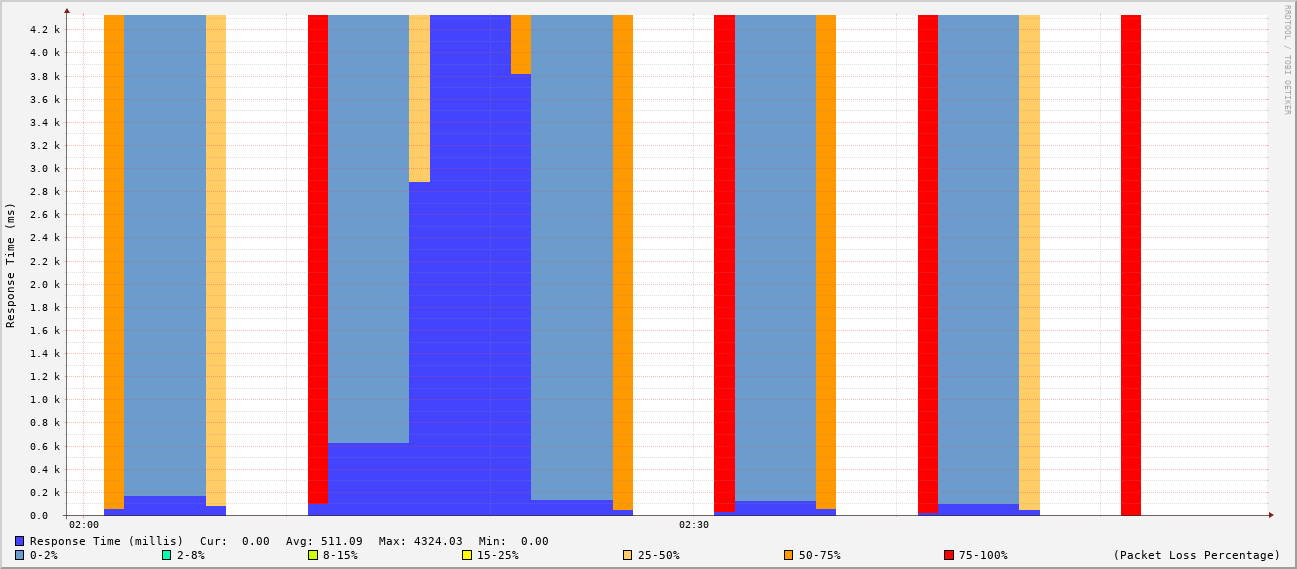 RRDTOOL / TOBI OETIKER
Response Time (ms)
4.2 k
4.0 k
3.8 k
3.6 k
3.4 k
3.2 k
3.0 k
2.8 k
2.6 k
2.4 k
2.2 k
2.0 k
1.8 k
1.6 k
1.4 k
1.2 k
1.0 k
0.8 k
0.6 k
0.4 k
0.2 k
0.0
02:00 02:30
Response Time (millis) Cur: 0.00 Avg: 511.09 Max: 4324.03 Min: 0.00
0-2% 2-8% 8-15% 15-25% 25-50% 50-75% 75-100% (Packet Loss Percentage)